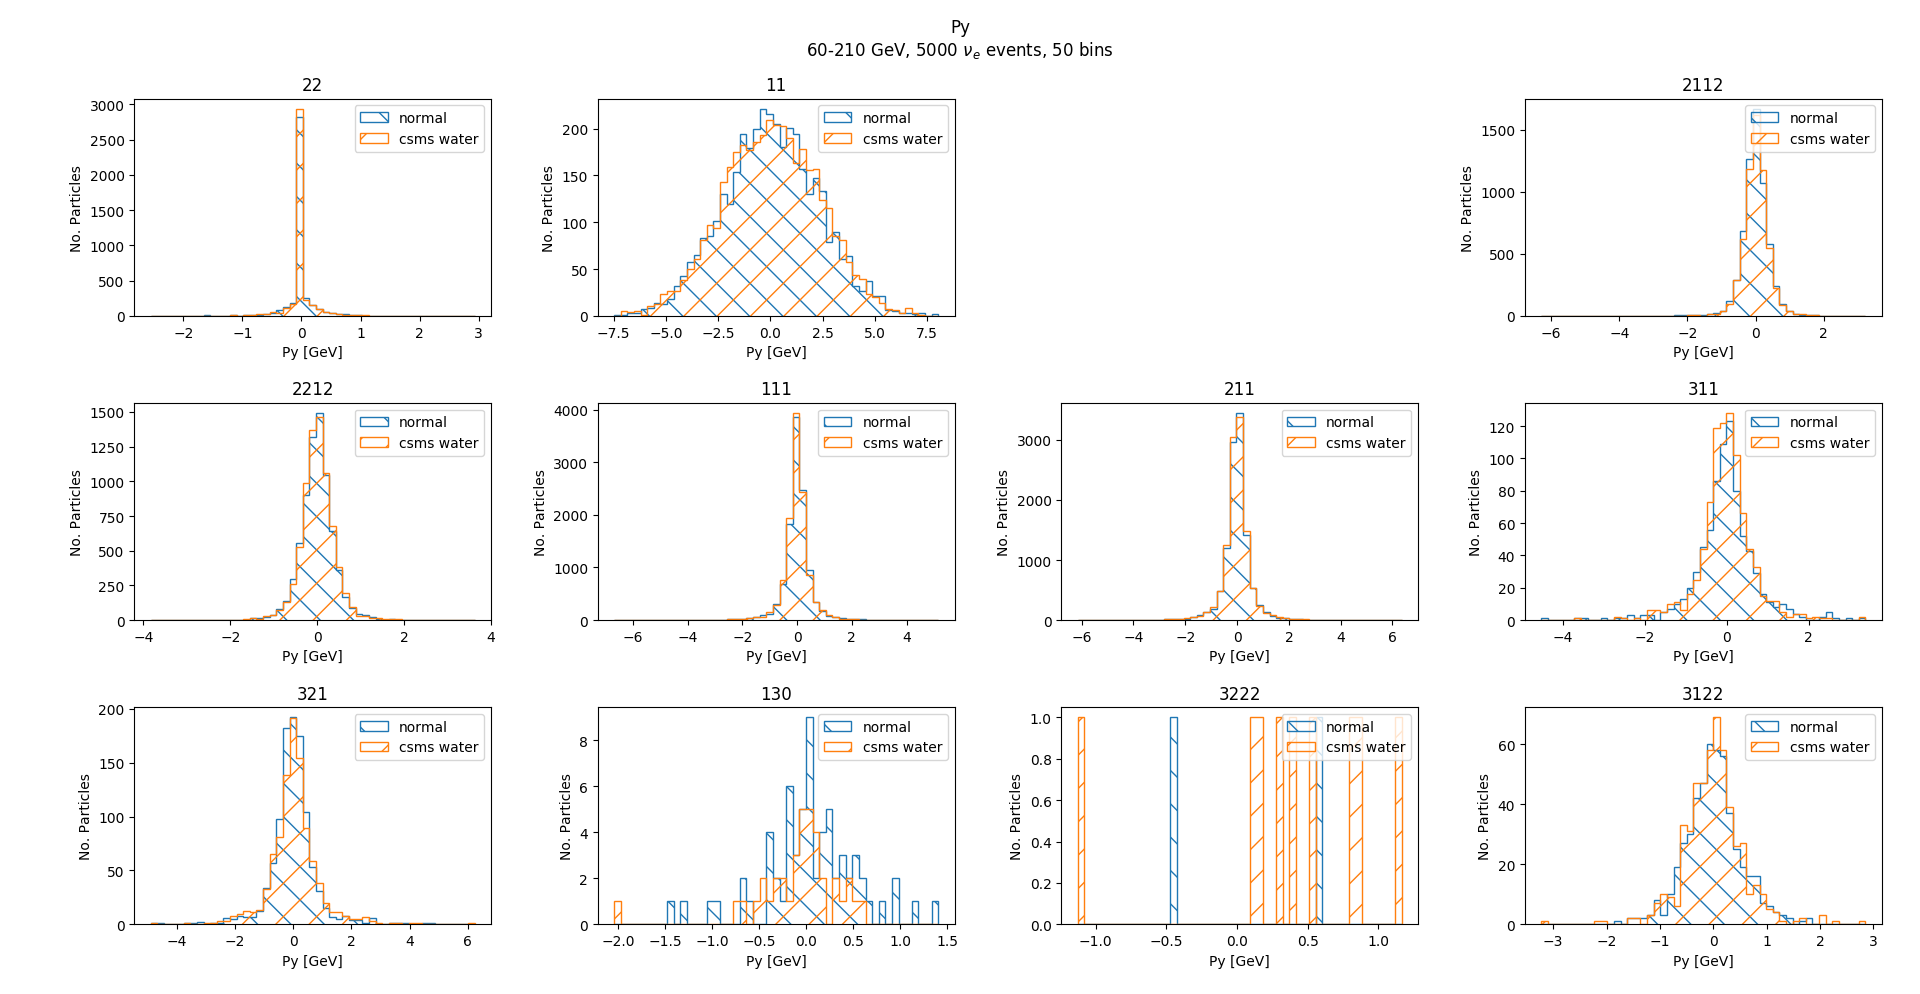 Py
60-210 GeV, 5000 νe events, 50 bins
22
3000
2500
2000
1500
1000
500
0
No. Particles
−2
−1
0
1
2
3
Py [GeV]
normal
csms water
11
200
150
100
50
0
No. Particles
−7.5
−5.0
−2.5
0.0
2.5
5.0
7.5
Py [GeV]
normal
csms water
2112
1500
1000
500
0
No. Particles
−6
−4
−2
0
2
Py [GeV]
normal
csms water
2212
1500
1250
1000
750
500
250
0
No. Particles
−4
−2
0
2
4
Py [GeV]
normal
csms water
111
4000
3000
2000
1000
0
No. Particles
−6
−4
−2
0
2
4
Py [GeV]
normal
csms water
211
3000
2000
1000
0
No. Particles
−6
−4
−2
0
2
4
6
Py [GeV]
normal
csms water
311
120
100
80
60
40
20
0
No. Particles
−4
−2
0
2
Py [GeV]
normal
csms water
321
200
150
100
50
0
No. Particles
−4
−2
0
2
4
6
Py [GeV]
normal
csms water
130
8
6
4
2
0
No. Particles
−2.0
−1.5
−1.0
−0.5
0.0
0.5
1.0
1.5
Py [GeV]
normal
csms water
3222
1.0
0.8
0.6
0.4
0.2
0.0
No. Particles
−1.0
−0.5
0.0
0.5
1.0
Py [GeV]
normal
csms water
3122
60
40
20
0
No. Particles
−3
−2
−1
0
1
2
3
Py [GeV]
normal
csms water